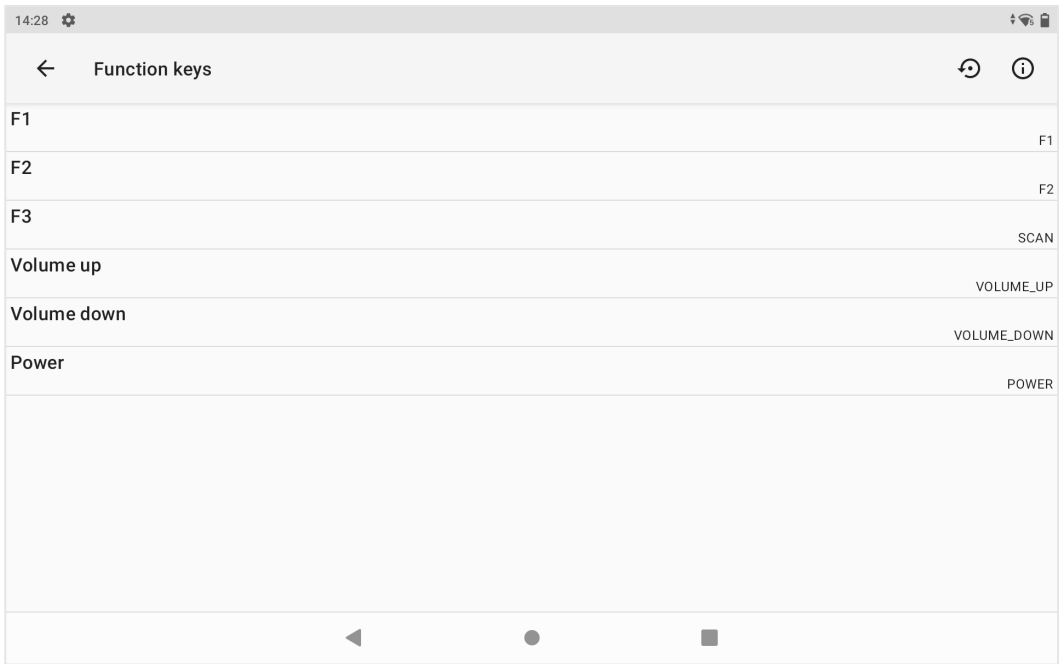 14:28
Function keys
F1
F1
F2
F2
F3
SCAN
Volume up
VOLUME_UP
Volume down
VOLUME_DOWN
Power
POWER